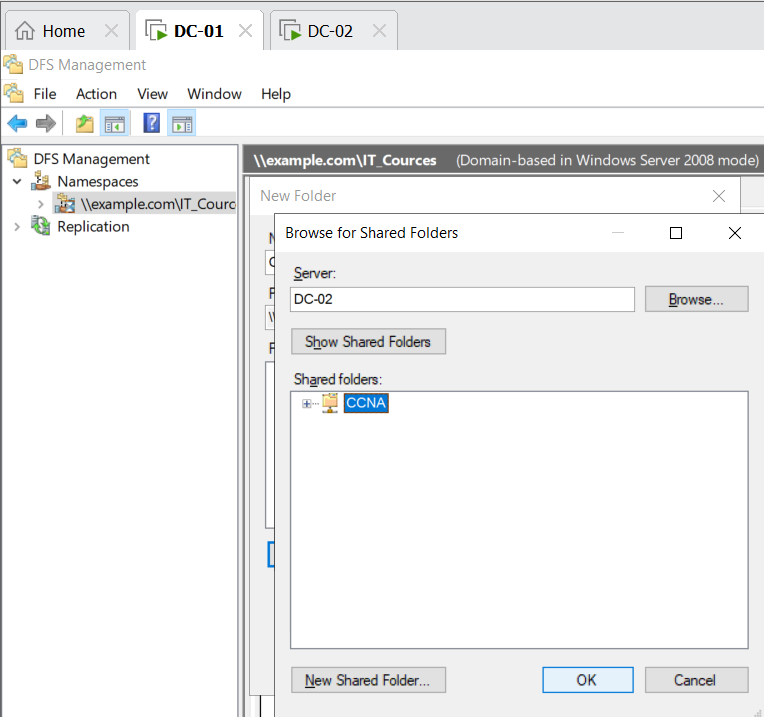 Home DC-01 DC-02
DFS Management
File Action View Window Help
DFS Management
Namespaces
\\example.com\IT_Courc
Replication
\\example.com\IT_Cources (Domain-based in Windows Server 2008 mode)
New Folder
Browse for Shared Folders
Server:
DC-02
Browse...
Show Shared Folders
Shared folders:
CCNA
New Shared Folder...
OK
Cancel